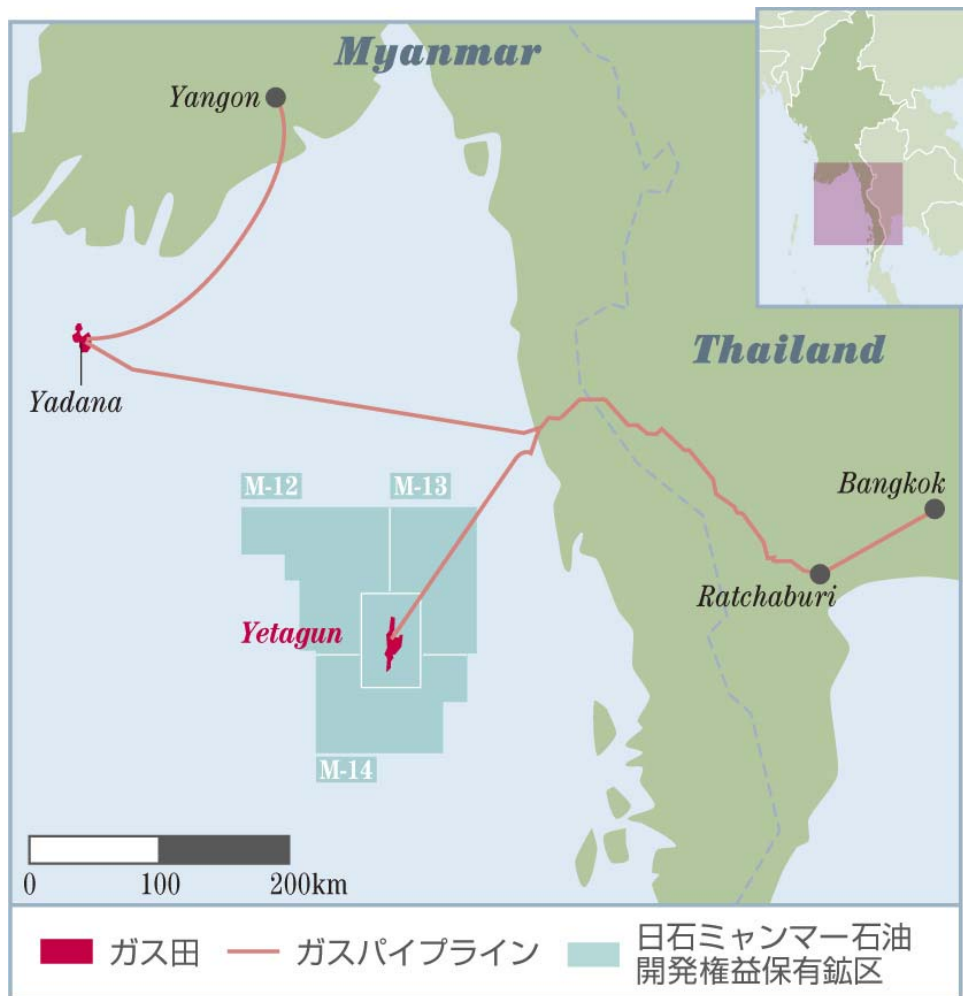 Myanmar
Yangon
Thailand
Yadana
M-12
M-13
Bangkok
Ratchaburi
Yetagun
M-14
0 100 200km
ガス田
ガスパイプライン
日石ミャンマー石油
開発権益保有鉱区